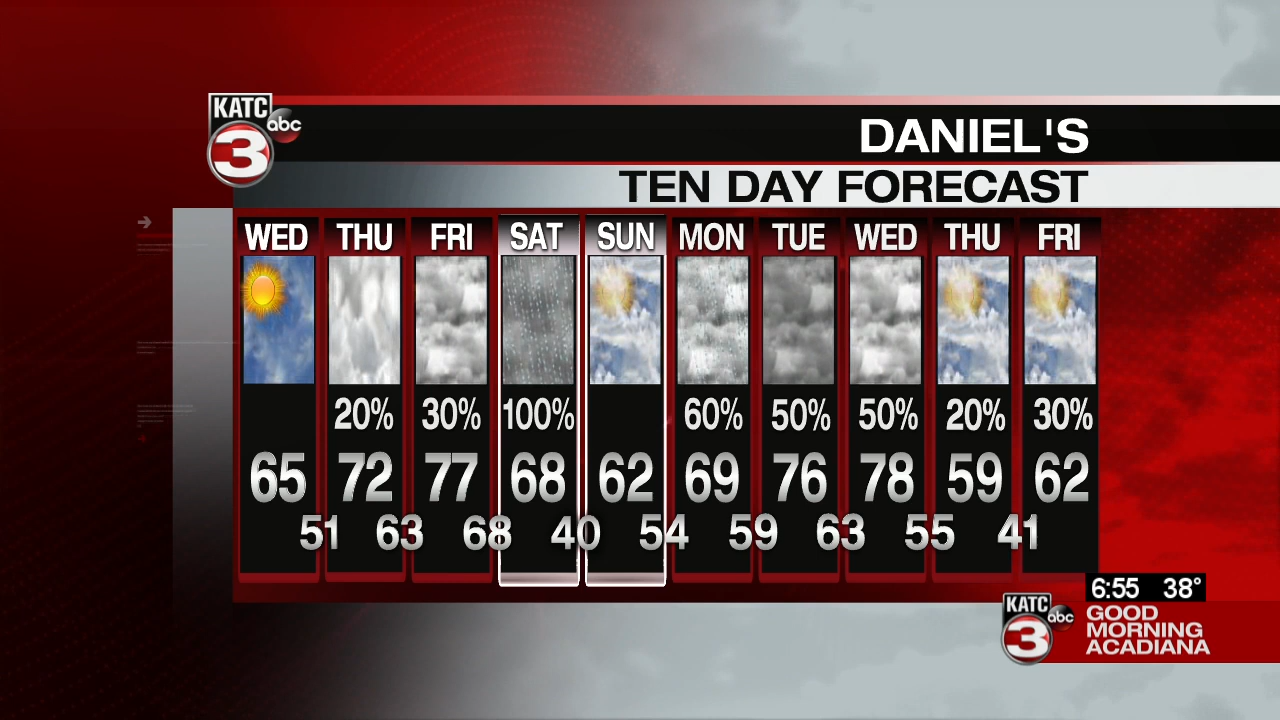 KATC
abc
3
DANIEL'S
TEN DAY FORECAST
WED THU FRI SAT SUN MON TUE WED THU FRI
20% 30% 100% 60% 50% 50% 20% 30%
65 72 77 68 62 69 76 78 59 62
51 63 68 40 54 59 63 55 41
6:55 38°
KATC
abc
3
GOOD
MORNING
ACADIANA